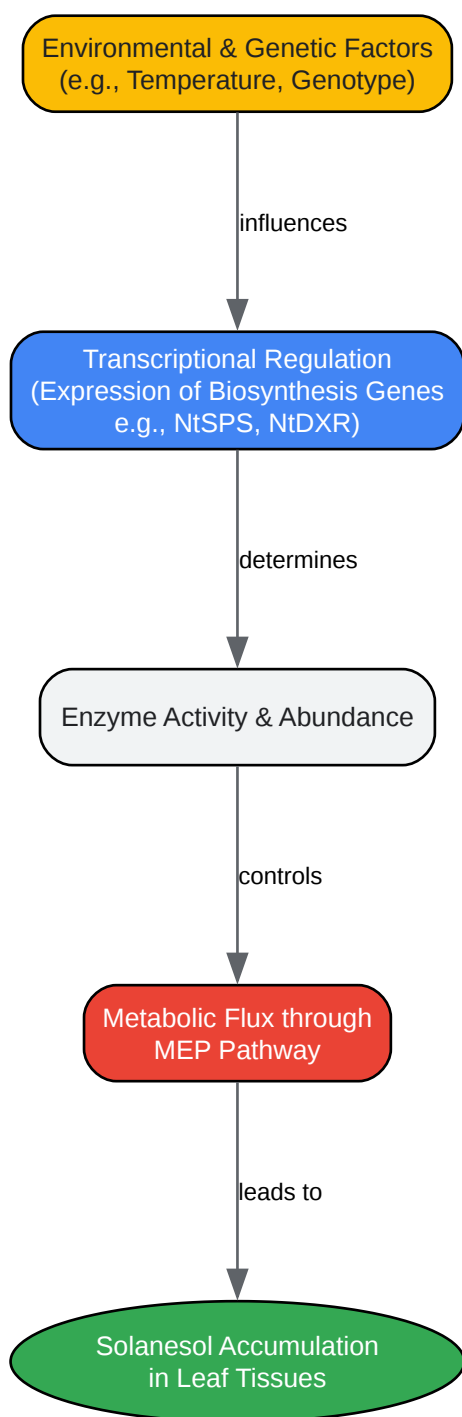 Environmental & Genetic Factors
(e.g., Temperature, Genotype)
influences
Transcriptional Regulation
(Expression of Biosynthesis Genes
e.g., NtSPS, NtDXR)
determines
Enzyme Activity & Abundance
controls
Metabolic Flux through
MEP Pathway
leads to
Solanesol Accumulation
in Leaf Tissues